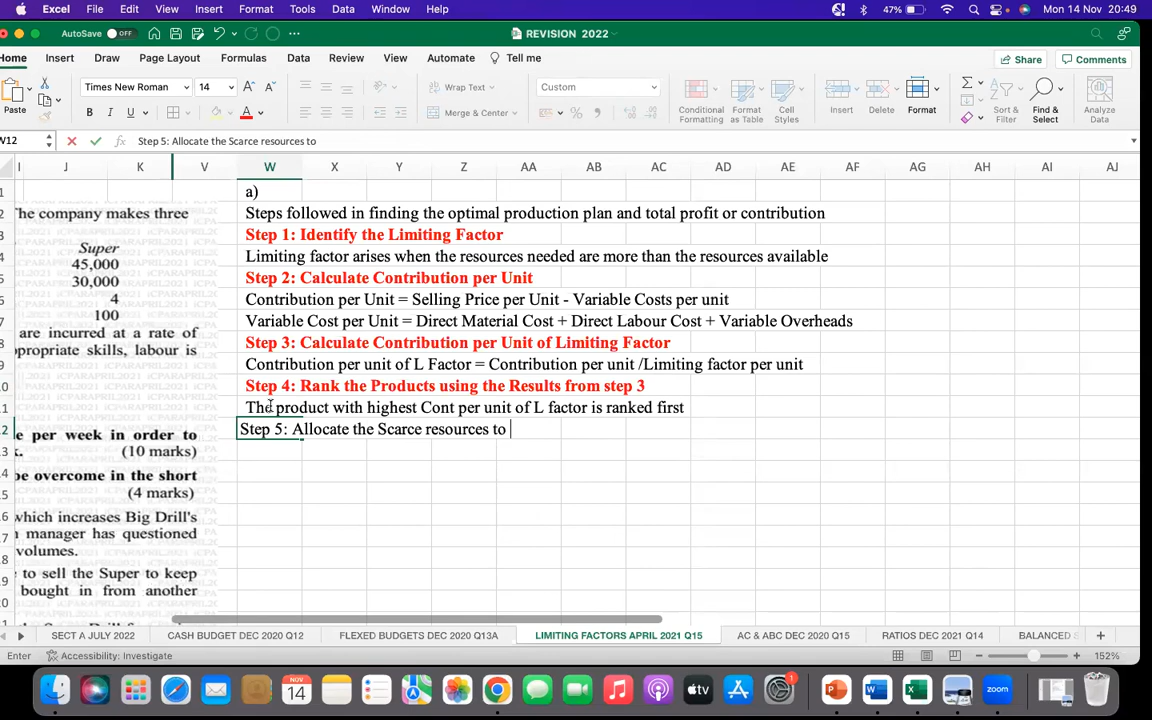 Excel File Edit View Insert Format Tools Data Window Help 47% Mon 14 Nov 20:49
AutoSave OFF REVISION 2022
Home Insert Draw Page Layout Formulas Data Review View Automate Tell me Share Comments
Paste Times New Roman 14 Wrap Text Custom
B I U A Merge & Center % Conditional Formatting Format as Table Cell Styles Insert Delete Format Sort & Filter Find & Select Analyze Data
W12 fx Step 5: Allocate the Scarce resources to
I J K V W X Y Z AA AB AC AD AE AF AG AH AI AJ
a)
The company makes three
Steps followed in finding the optimal production plan and total profit or contribution
Step 1: Identify the Limiting Factor
Super
Limiting factor arises when the resources needed are more than the resources available
45,000
Step 2: Calculate Contribution per Unit
30,000
4
Contribution per Unit = Selling Price per Unit - Variable Costs per unit
100
Variable Cost per Unit = Direct Material Cost + Direct Labour Cost + Variable Overheads
are incurred at a rate of
Step 3: Calculate Contribution per Unit of Limiting Factor
propriate skills, labour is
Contribution per unit of L Factor = Contribution per unit /Limiting factor per unit
Step 4: Rank the Products using the Results from step 3
The product with highest Cont per unit of L factor is ranked first
Step 5: Allocate the Scarce resources to
e per week in order to
k. (10 marks)
be overcome in the short
(4 marks)
which increases Big Drill's
manager has questioned
volumes.
to sell the Super to keep
bought in from another
SECT A JULY 2022 CASH BUDGET DEC 2020 Q12 FLEXED BUDGETS DEC 2020 Q13A LIMITING FACTORS APRIL 2021 Q15 AC & ABC DEC 2020 Q15 RATIOS DEC 2021 Q14 BALANCED S
Enter Accessibility: Investigate 152%
NOV
14
tv
W
X
zoom